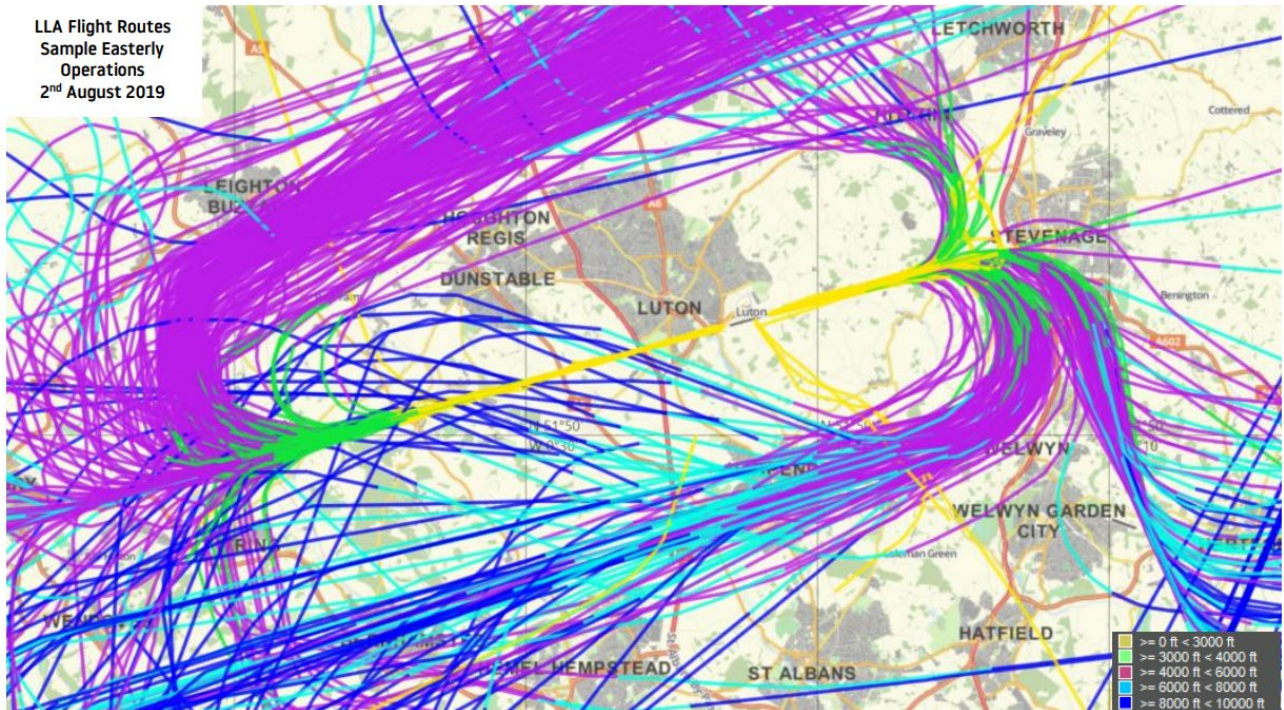 LLA Flight Routes
Sample Easterly
Operations
2nd August 2019
A5
LETCHWORTH
Cottered
Graveley
LEIGHTON
HOUGHTON
REGIS
A6
STEVENAGE
DUNSTABLE
LUTON
Luton
Benington
A602
N 51°50'
W 0°30'
WELWYN
WELWYN GARDEN
CITY
Coleman Green
HATFIELD
HEMEL HEMPSTEAD
ST ALBANS
>= 0 ft < 3000 ft
>= 3000 ft < 4000 ft
>= 4000 ft < 6000 ft
>= 6000 ft < 8000 ft
>= 8000 ft < 10000 ft